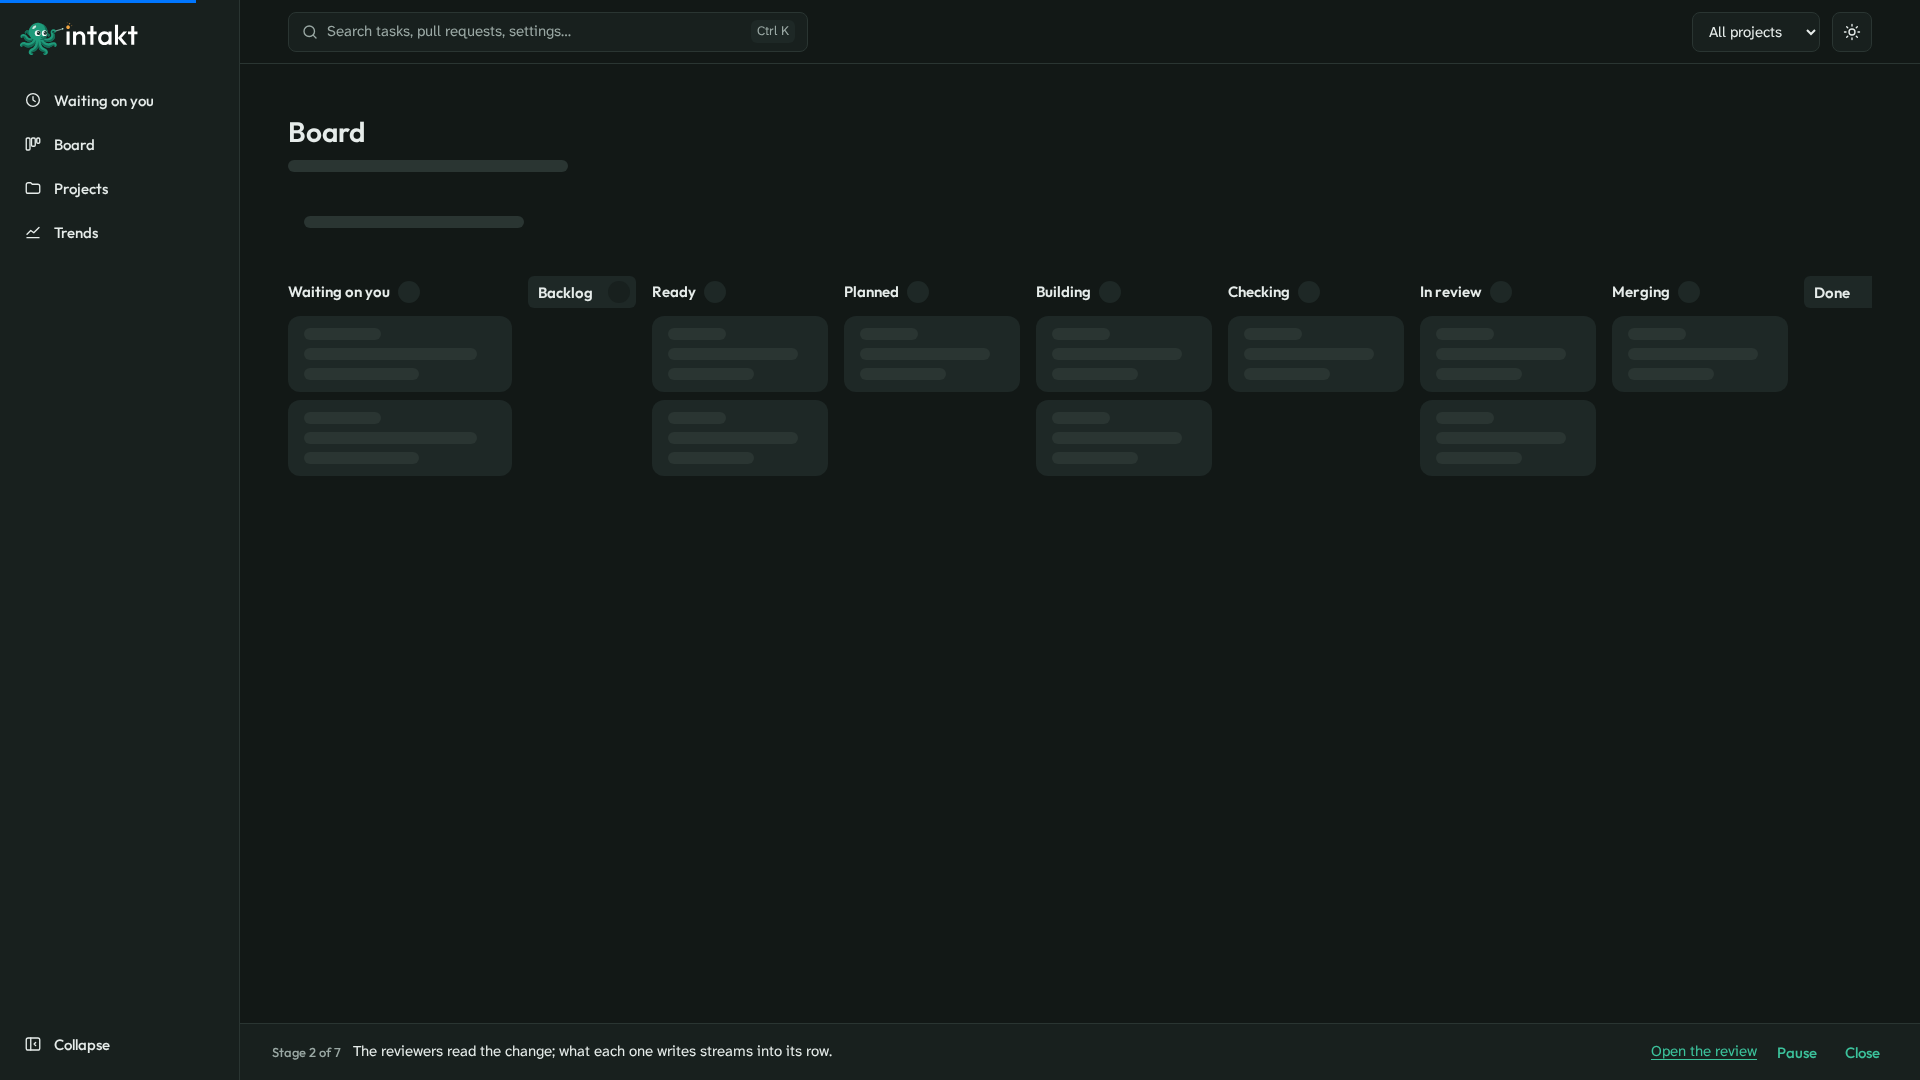 intakt
Search tasks, pull requests, settings...
Ctrl K
All projects
Waiting on you
Board
Projects
Trends
Board
Waiting on you
Backlog
Ready
Planned
Building
Checking
In review
Merging
Done
Collapse
Stage 2 of 7
The reviewers read the change; what each one writes streams into its row.
Open the review
Pause
Close